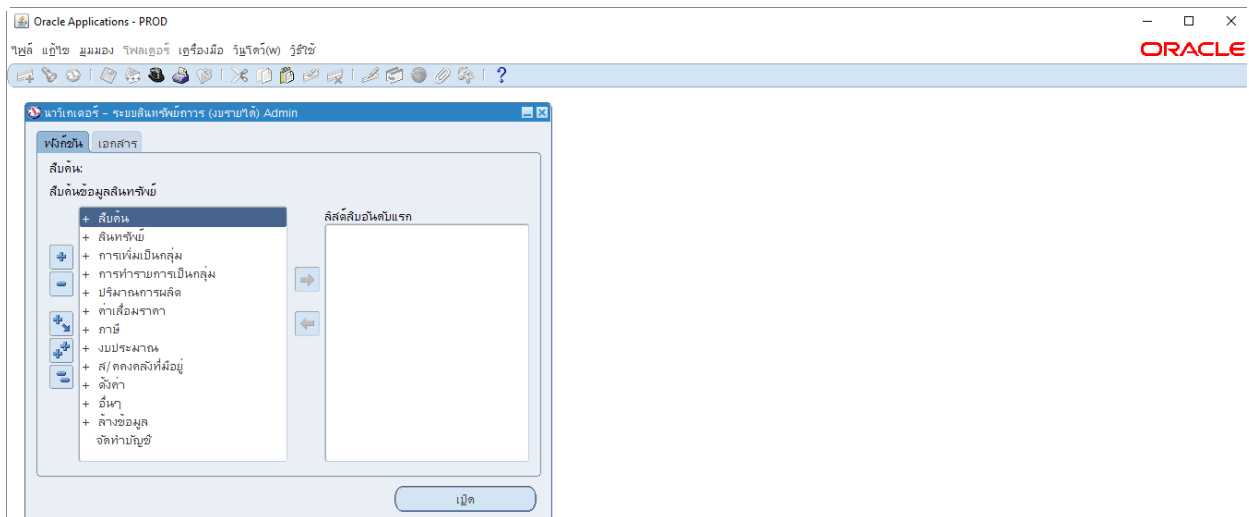 Oracle Applications - PROD
ไฟล์ แก้ไข มุมมอง โฟลเดอร์ เครื่องมือ วินโดว์(w) วิธีใช้
ORACLE
นาวิเกเตอร์ - ระบบสินทรัพย์ถาวร (งบรายได้) Admin
ฟังก์ชัน เอกสาร
สืบค้น:
สืบค้นข้อมูลสินทรัพย์
ลิสต์สิบอันดับแรก
+ สืบค้น
+ สินทรัพย์
+ การเพิ่มเป็นกลุ่ม
+ การทำรายการเป็นกลุ่ม
+ ปริมาณการผลิต
+ ค่าเสื่อมราคา
+ ภาษี
+ งบประมาณ
+ ส/คคงคลังที่มีอยู่
+ ตั้งค่า
+ อื่นๆ
+ ล้างข้อมูล
จัดทำบัญชี
เปิด